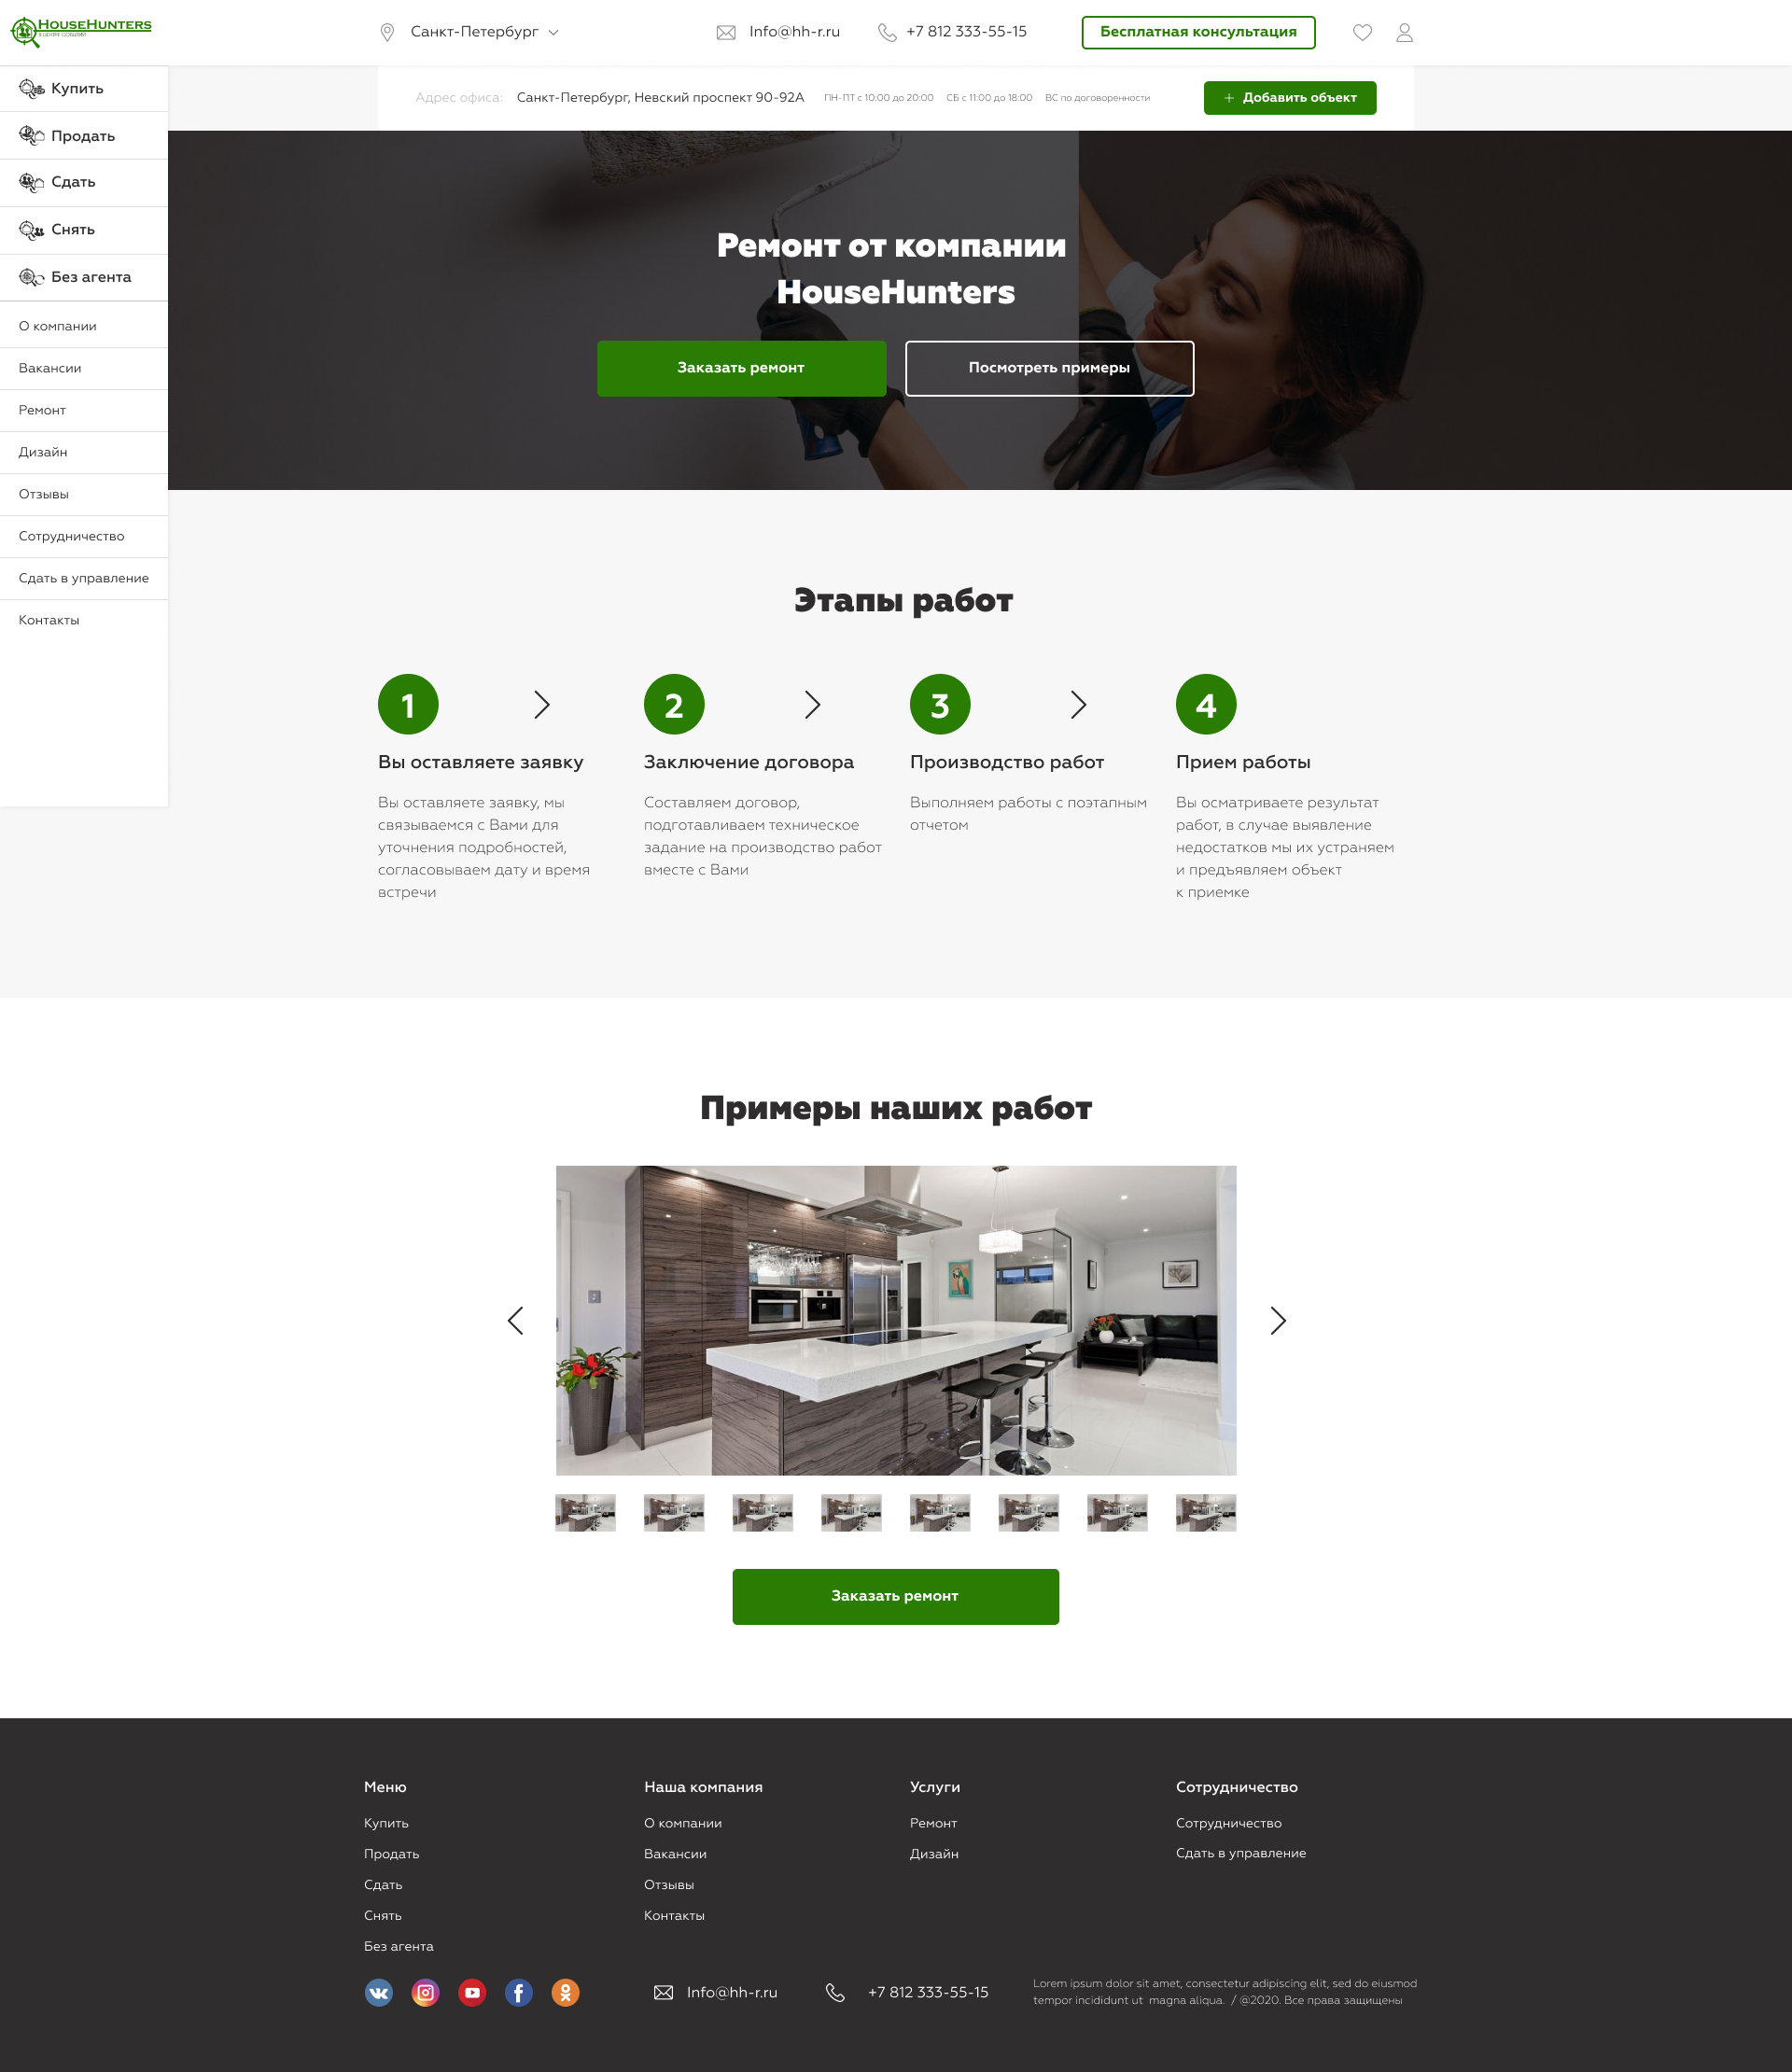 HouseHunters
В ЦЕНТРЕ СОБЫТИЙ
Санкт-Петербург
Info@hh-r.ru
+7 812 333-55-15
Бесплатная консультация
Адрес офиса:
Санкт-Петербург, Невский проспект 90-92А
ПН-ПТ с 10:00 до 20:00
СБ с 11:00 до 18:00
ВС по договоренности
Добавить объект
Купить
Продать
Сдать
Снять
Без агента
О компании
Вакансии
Ремонт
Дизайн
Отзывы
Сотрудничество
Сдать в управление
Контакты
Ремонт от компании
HouseHunters
Заказать ремонт
Посмотреть примеры
Этапы работ
1
Вы оставляете заявку
Вы оставляете заявку, мы
связываемся с Вами для
уточнения подробностей,
согласовываем дату и время
встречи
2
Заключение договора
Составляем договор,
подготавливаем техническое
задание на производство работ
вместе с Вами
3
Производство работ
Выполняем работы с поэтапным
отчетом
4
Прием работы
Вы осматриваете результат
работ, в случае выявление
недостатков мы их устраняем
и предъявляем объект
к приемке
Примеры наших работ
Заказать ремонт
Меню
Купить
Продать
Сдать
Снять
Без агента
Наша компания
О компании
Вакансии
Отзывы
Контакты
Услуги
Ремонт
Дизайн
Сотрудничество
Сотрудничество
Сдать в управление
Info@hh-r.ru
+7 812 333-55-15
Lorem ipsum dolor sit amet, consectetur adipiscing elit, sed do eiusmod
tempor incididunt ut magna aliqua. / @2020. Все права защищены